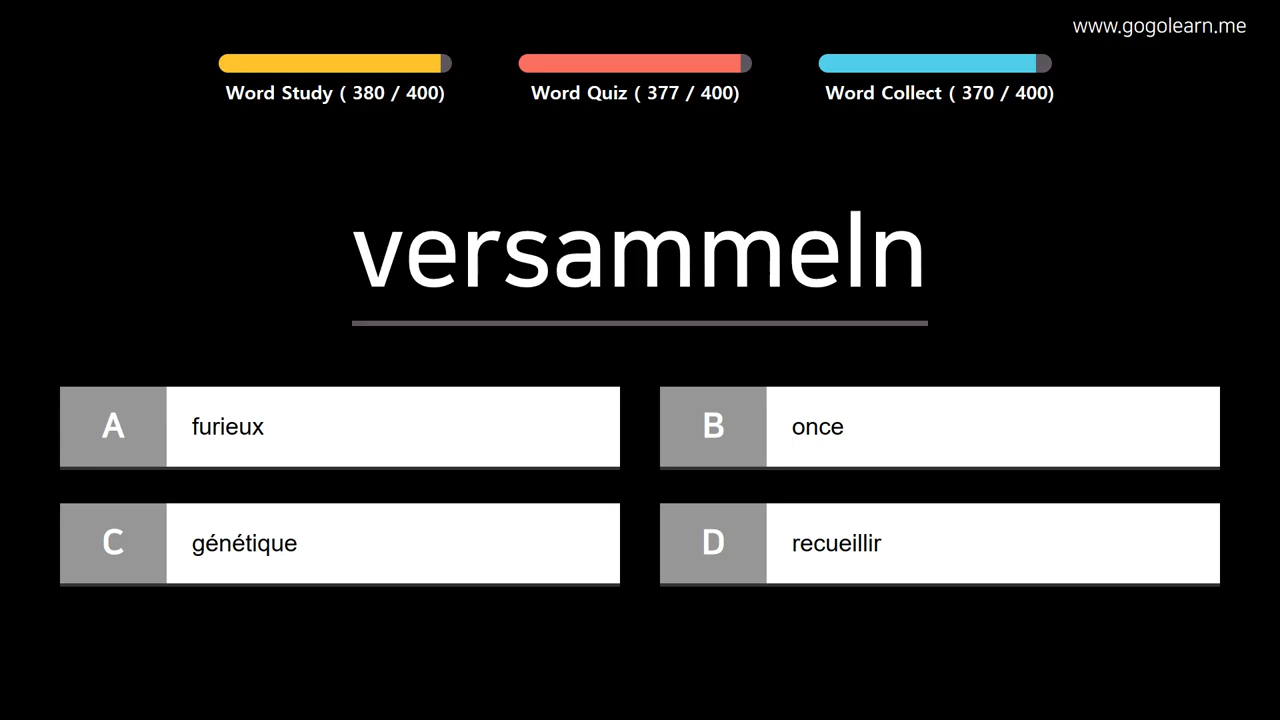 www.gogolearn.me
Word Study ( 380 / 400)
Word Quiz ( 377 / 400)
Word Collect ( 370 / 400)
versammeln
A
furieux
B
once
C
génétique
D
recueillir